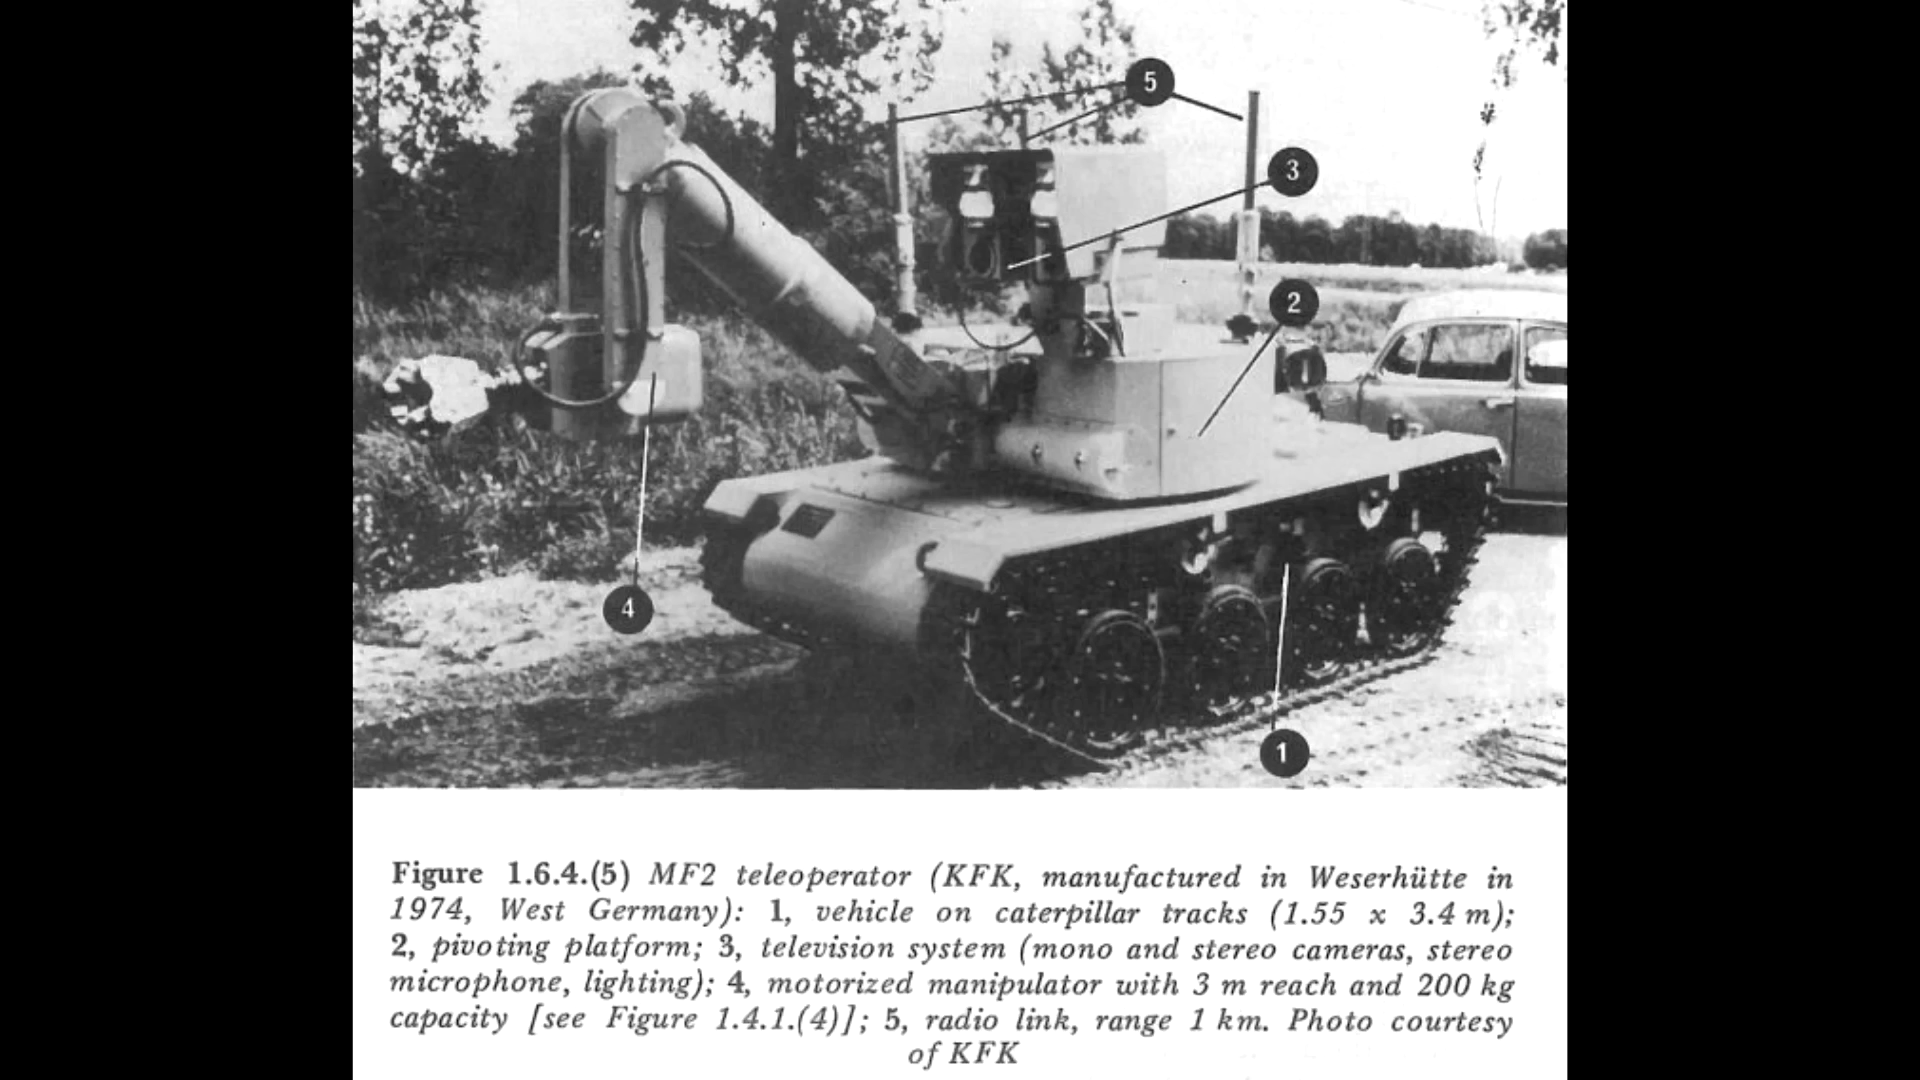 5
3
2
4
1
Figure 1.6.4.(5) MF2 teleoperator (KFK, manufactured in Weserhütte in
1974, West Germany): 1, vehicle on caterpillar tracks (1.55 x 3.4 m);
2, pivoting platform; 3, television system (mono and stereo cameras, stereo
microphone, lighting); 4, motorized manipulator with 3 m reach and 200 kg
capacity [see Figure 1.4.1.(4)]; 5, radio link, range 1 km. Photo courtesy
of KFK